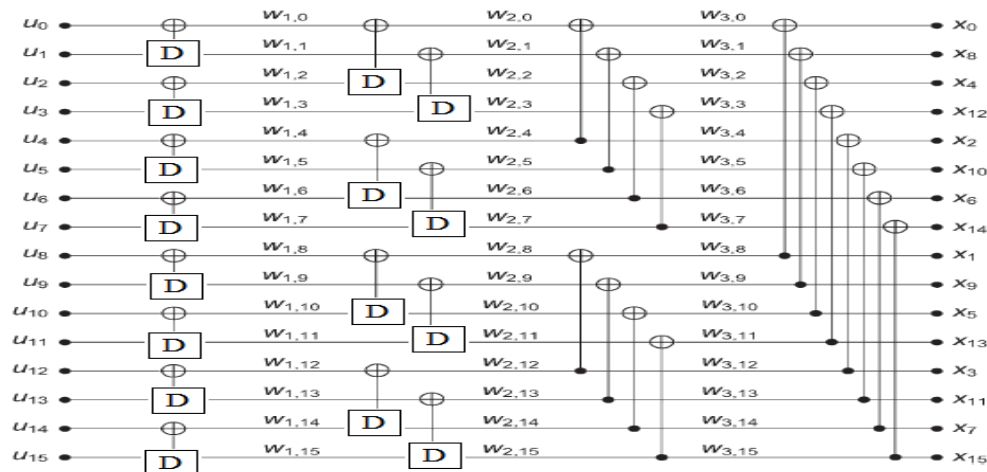 u0 w1,0 w2,0 w3,0 x0
u1 D w1,1 w2,1 w3,1 x8
u2 w1,2 D w2,2 w3,2 x4
u3 D w1,3 D w2,3 w3,3 x12
u4 w1,4 w2,4 w3,4 x2
u5 D w1,5 w2,5 w3,5 x10
u6 w1,6 D w2,6 w3,6 x6
u7 D w1,7 D w2,7 w3,7 x14
u8 w1,8 w2,8 w3,8 x1
u9 D w1,9 w2,9 w3,9 x9
u10 w1,10 D w2,10 w3,10 x5
u11 D w1,11 D w2,11 w3,11 x13
u12 w1,12 w2,12 w3,12 x3
u13 D w1,13 w2,13 w3,13 x11
u14 w1,14 D w2,14 w3,14 x7
u15 D w1,15 D w2,15 w3,15 x15